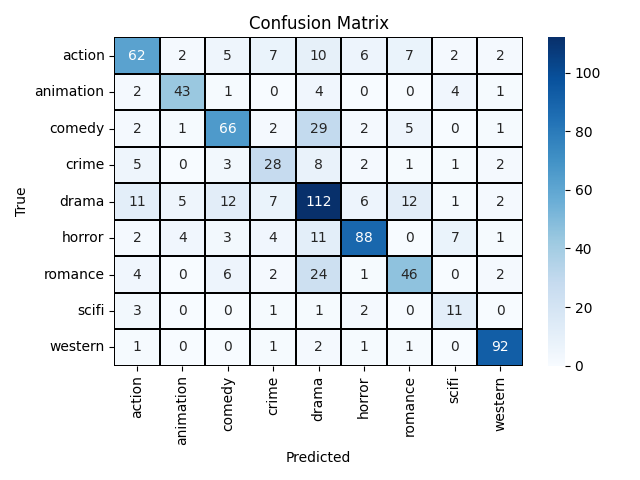 Confusion Matrix
action 62 2 5 7 10 6 7 2 2
animation 2 43 1 0 4 0 0 4 1
comedy 2 1 66 2 29 2 5 0 1
crime 5 0 3 28 8 2 1 1 2
drama 11 5 12 7 112 6 12 1 2
horror 2 4 3 4 11 88 0 7 1
romance 4 0 6 2 24 1 46 0 2
scifi 3 0 0 1 1 2 0 11 0
western 1 0 0 1 2 1 1 0 92
True
action animation comedy crime drama horror romance scifi western
Predicted
100
80
60
40
20
0